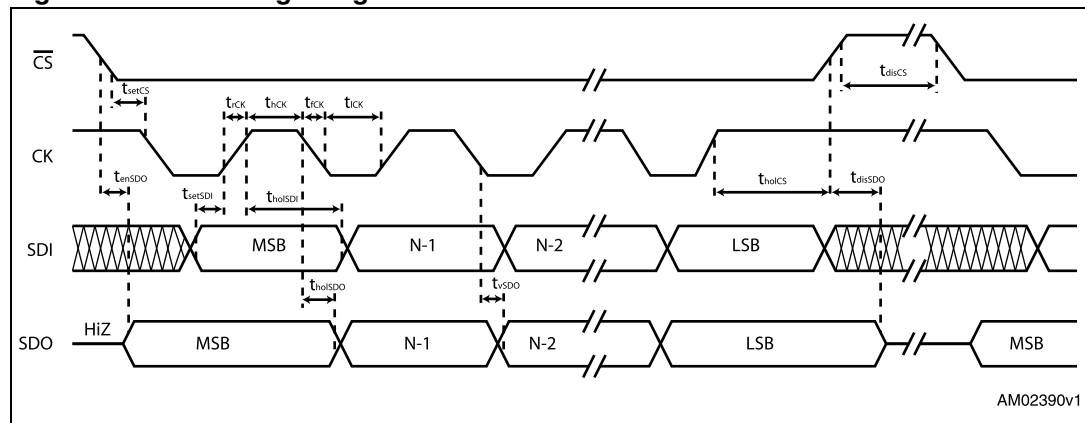 CS
tsetCS
tdisCS
trCK thCK tfCK tlCK
CK
tenSDO
tsetSDI
tholSDI
tholCS
tdisSDO
SDI
MSB N-1 N-2 LSB
tholSDO
tvSDO
HiZ
SDO
MSB N-1 N-2 LSB MSB
AM02390v1